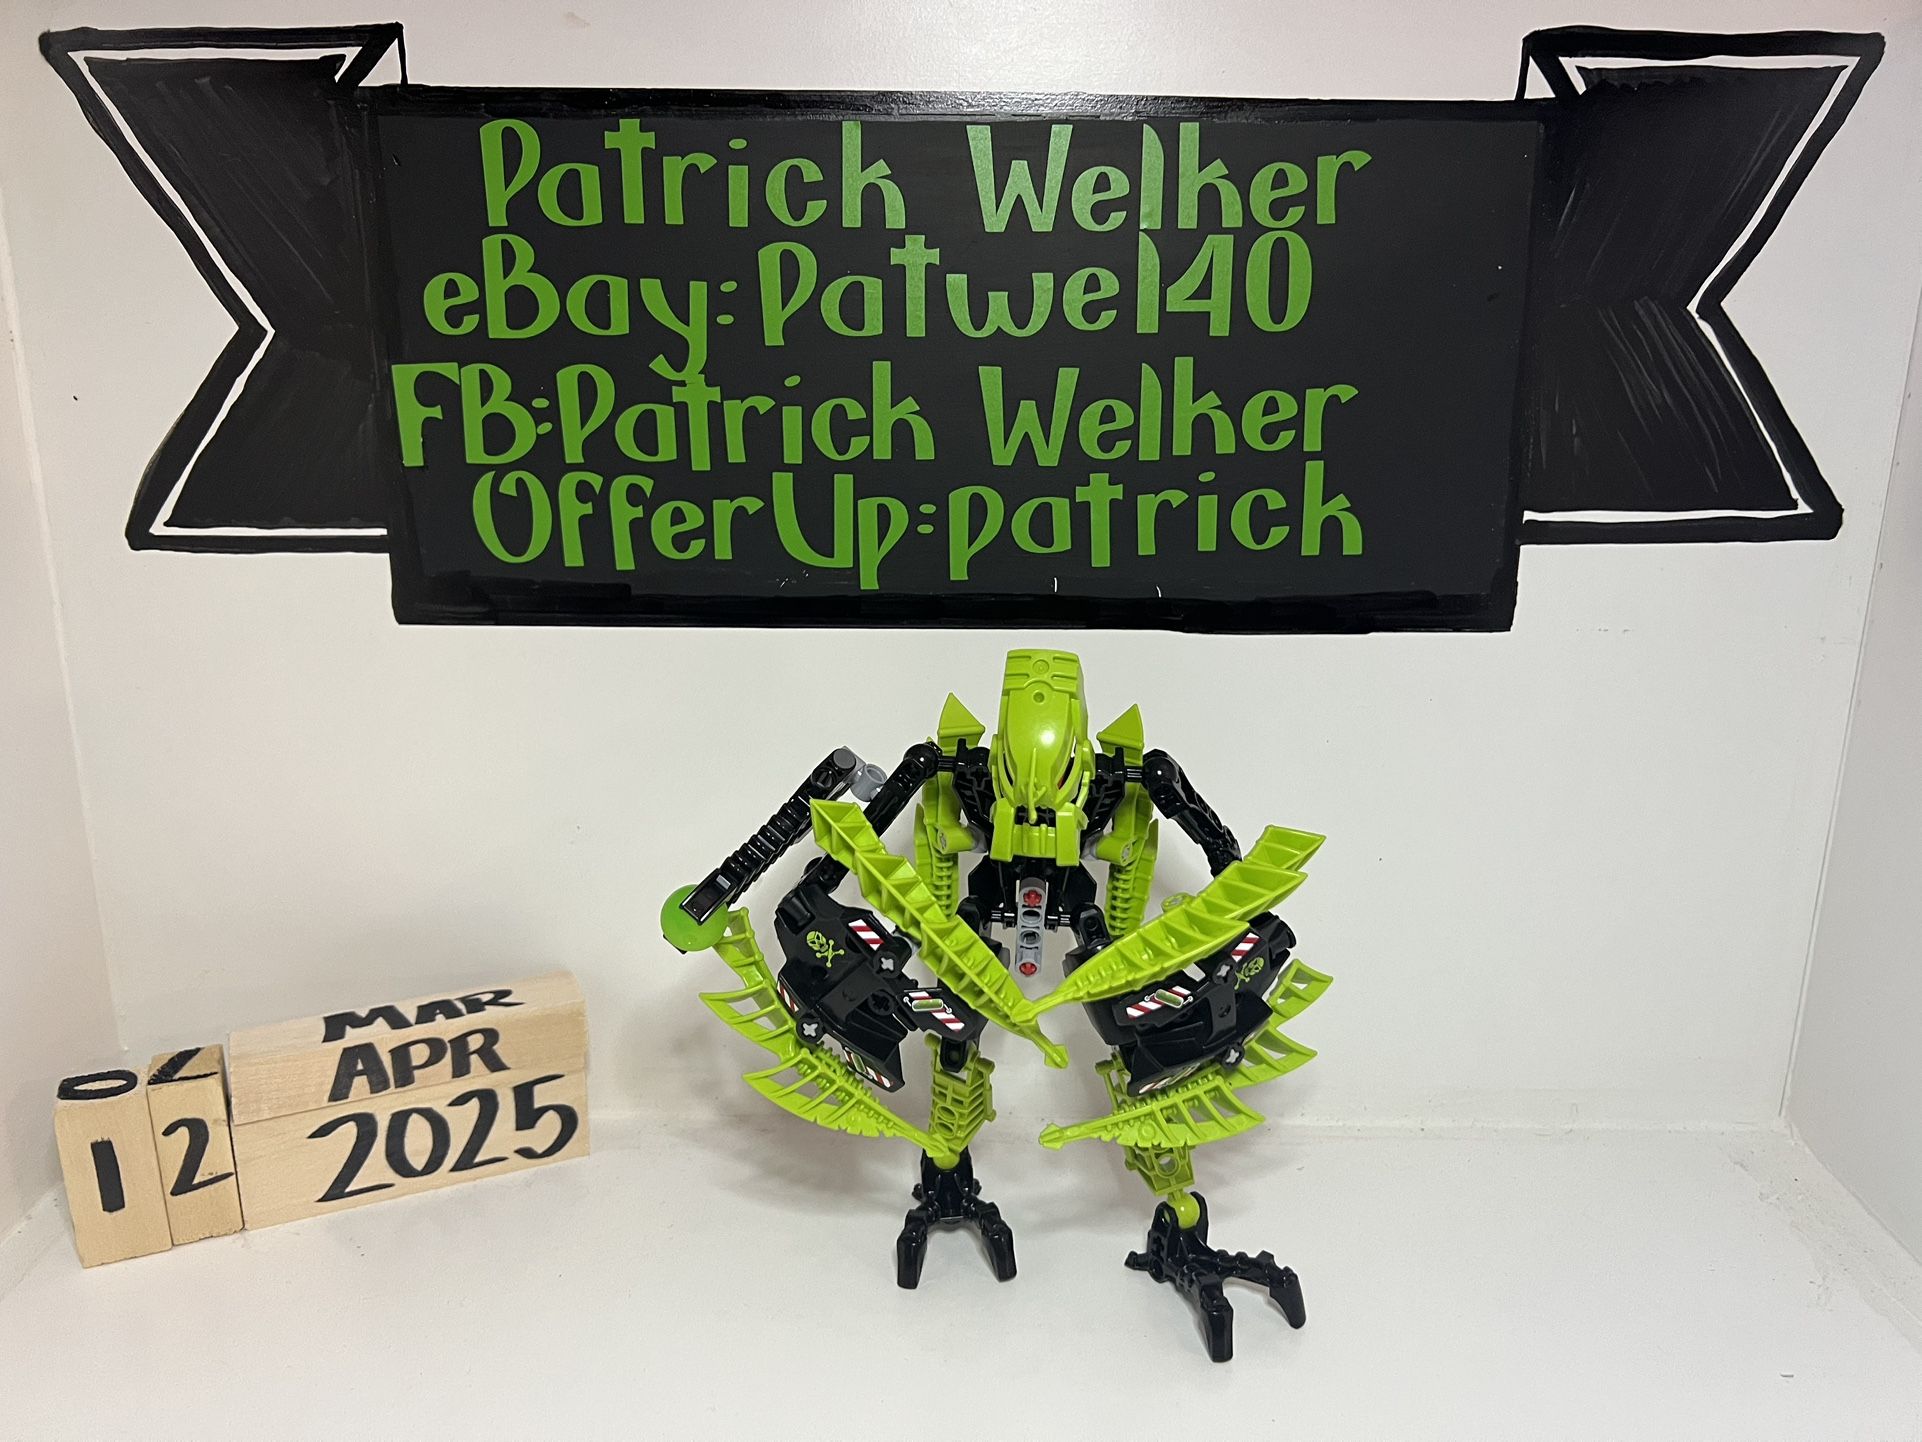 Patrick Welker
eBay:Patwel40
FB:Patrick Welker
OfferUp:patrick
MAR
APR
12 2025